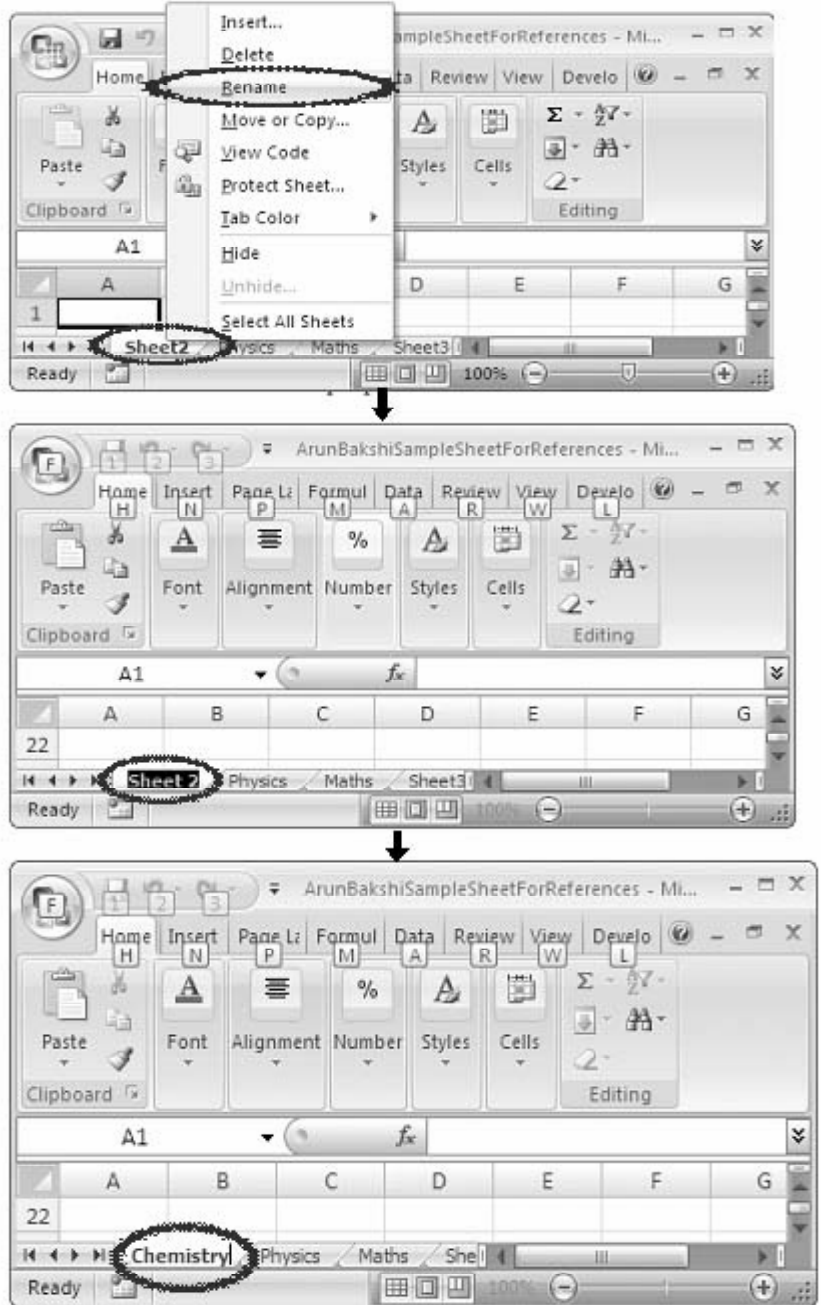 Insert...
Delete
Rename
Move or Copy...
View Code
Protect Sheet...
Tab Color
Hide
Unhide...
Select All Sheets
ampleSheetForReferences - Mi...
Home ta Review View Develo
Paste Styles Cells
Clipboard Editing
A1
A D E F G
1
Sheet2 Physics Maths Sheet3
Ready 100%
F 1 2 3 ArunBakshiSampleSheetForReferences - Mi...
Home Insert Page La Formul Data Review View Develo
H N P M A R W L
Paste Font Alignment Number Styles Cells
Clipboard Editing
A1 fx
A B C D E F G
22
Sheet 2 Physics Maths Sheet3
Ready 100%
F 1 2 3 ArunBakshiSampleSheetForReferences - Mi...
Home Insert Page La Formul Data Review View Develo
H N P M A R W L
Paste Font Alignment Number Styles Cells
Clipboard Editing
A1 fx
A B C D E F G
22
Chemistry Physics Maths She
Ready 100%